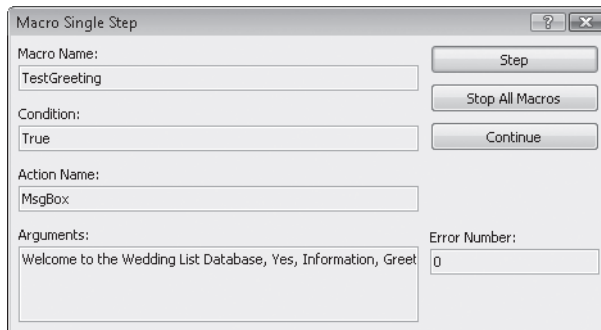 Macro Single Step
Macro Name:
TestGreeting
Condition:
True
Action Name:
MsgBox
Arguments:
Welcome to the Wedding List Database, Yes, Information, Greet
Step
Stop All Macros
Continue
Error Number:
0